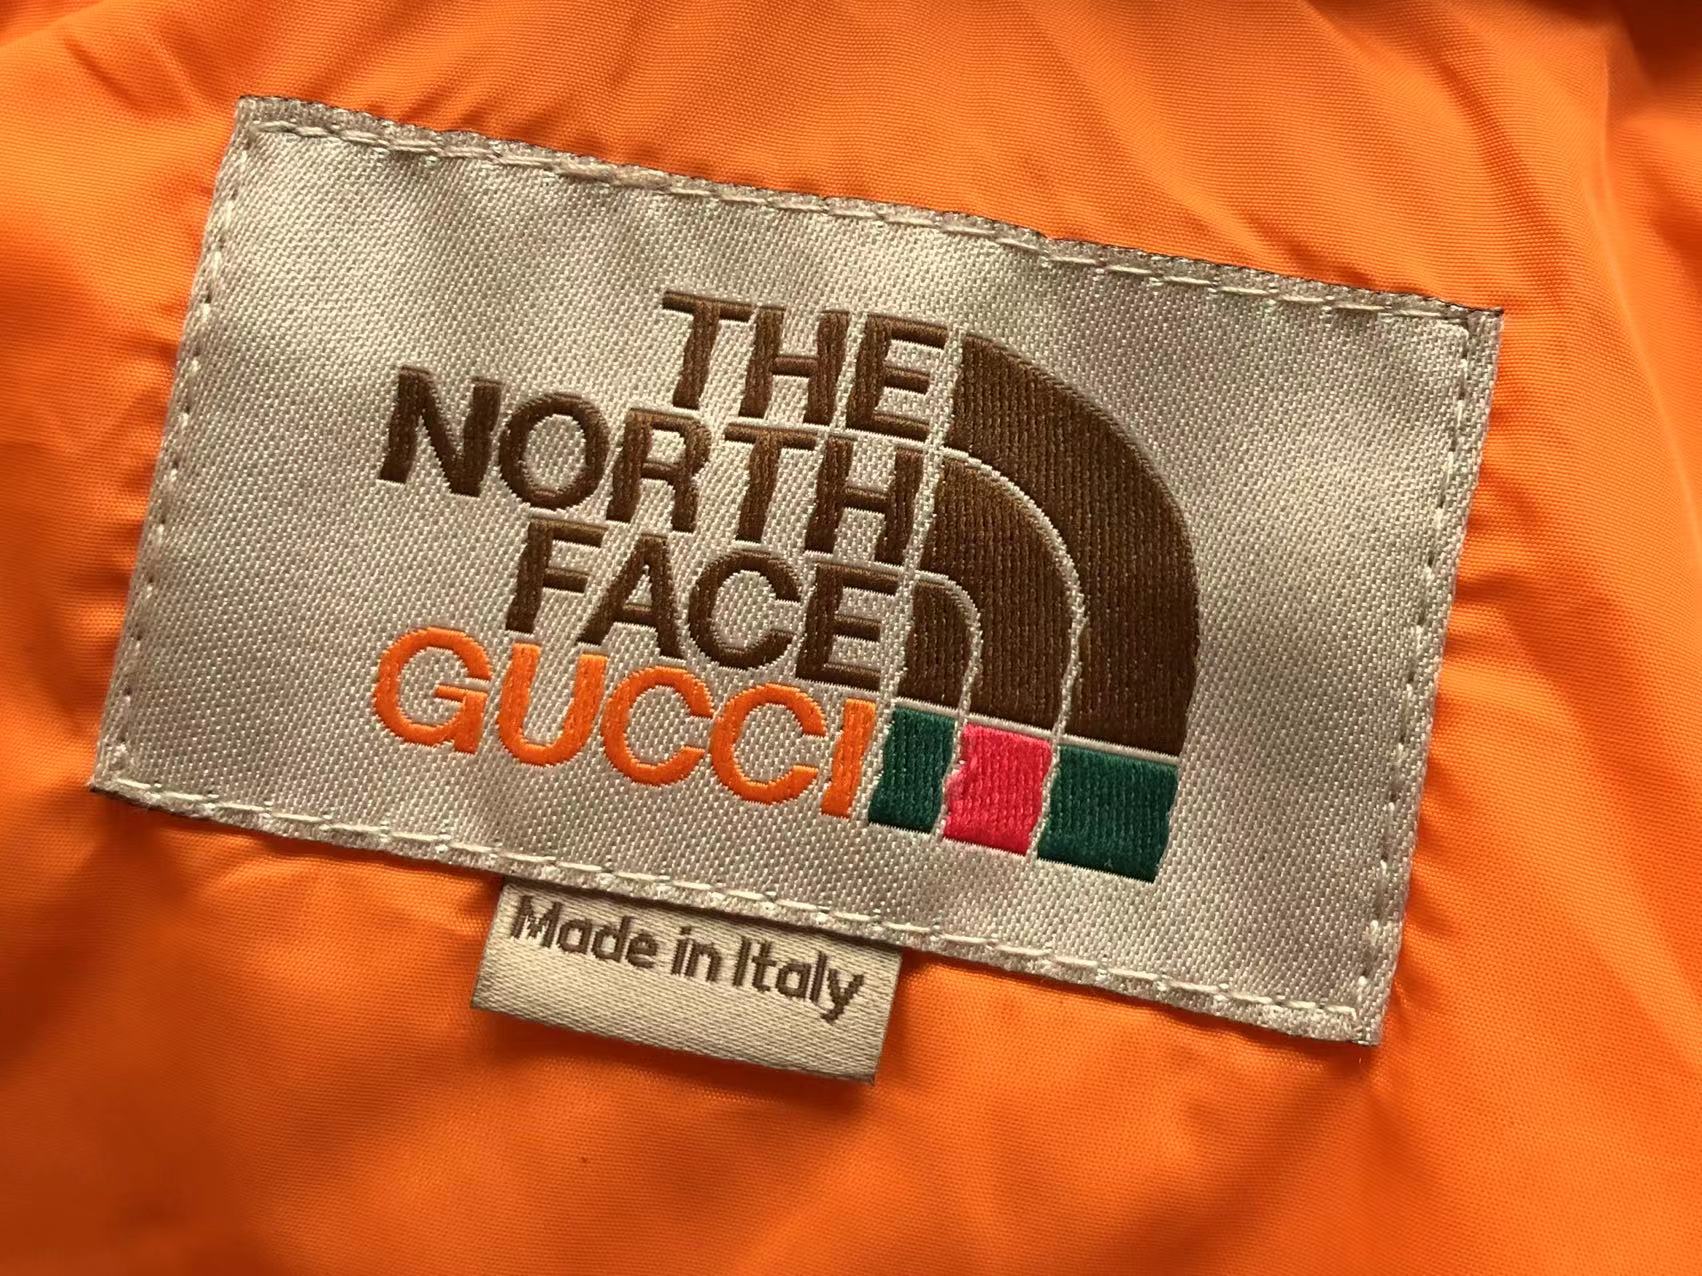 THE
NORTH
FACE
GUCCI
Made in Italy